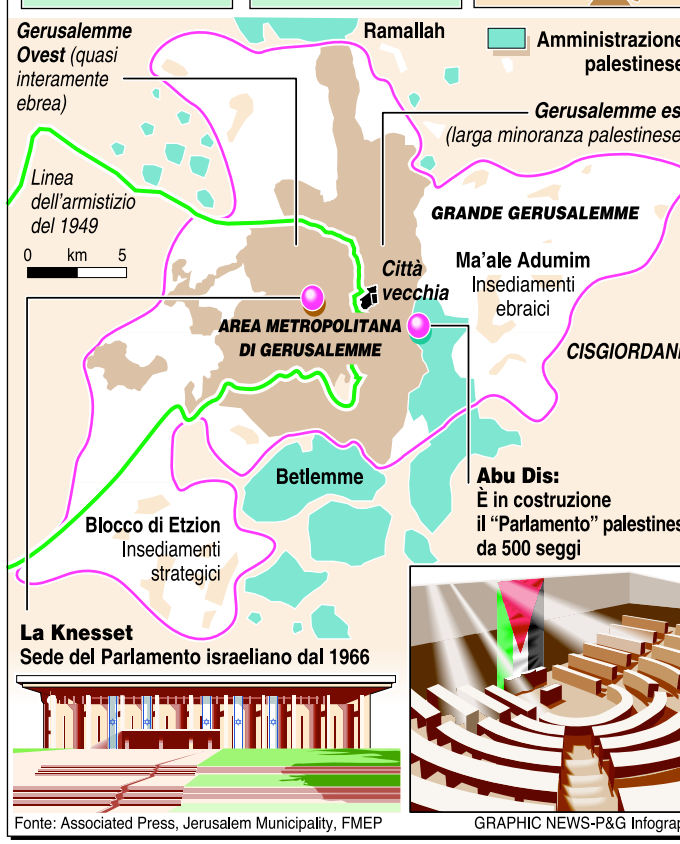 Gerusalemme
Ovest (quasi
interamente
ebrea)
Ramallah
Amministrazione
palestinese
Gerusalemme es
(larga minoranza palestinese
Linea
dell'armistizio
del 1949
0 km 5
GRANDE GERUSALEMME
Città
vecchia
Ma'ale Adumim
Insediamenti
ebraici
AREA METROPOLITANA
DI GERUSALEMME
CISGIORDANI
Betlemme
Abu Dis:
È in costruzione
il "Parlamento" palestines
da 500 seggi
Blocco di Etzion
Insediamenti
strategici
La Knesset
Sede del Parlamento israeliano dal 1966
Fonte: Associated Press, Jerusalem Municipality, FMEP
GRAPHIC NEWS-P&G Infograp